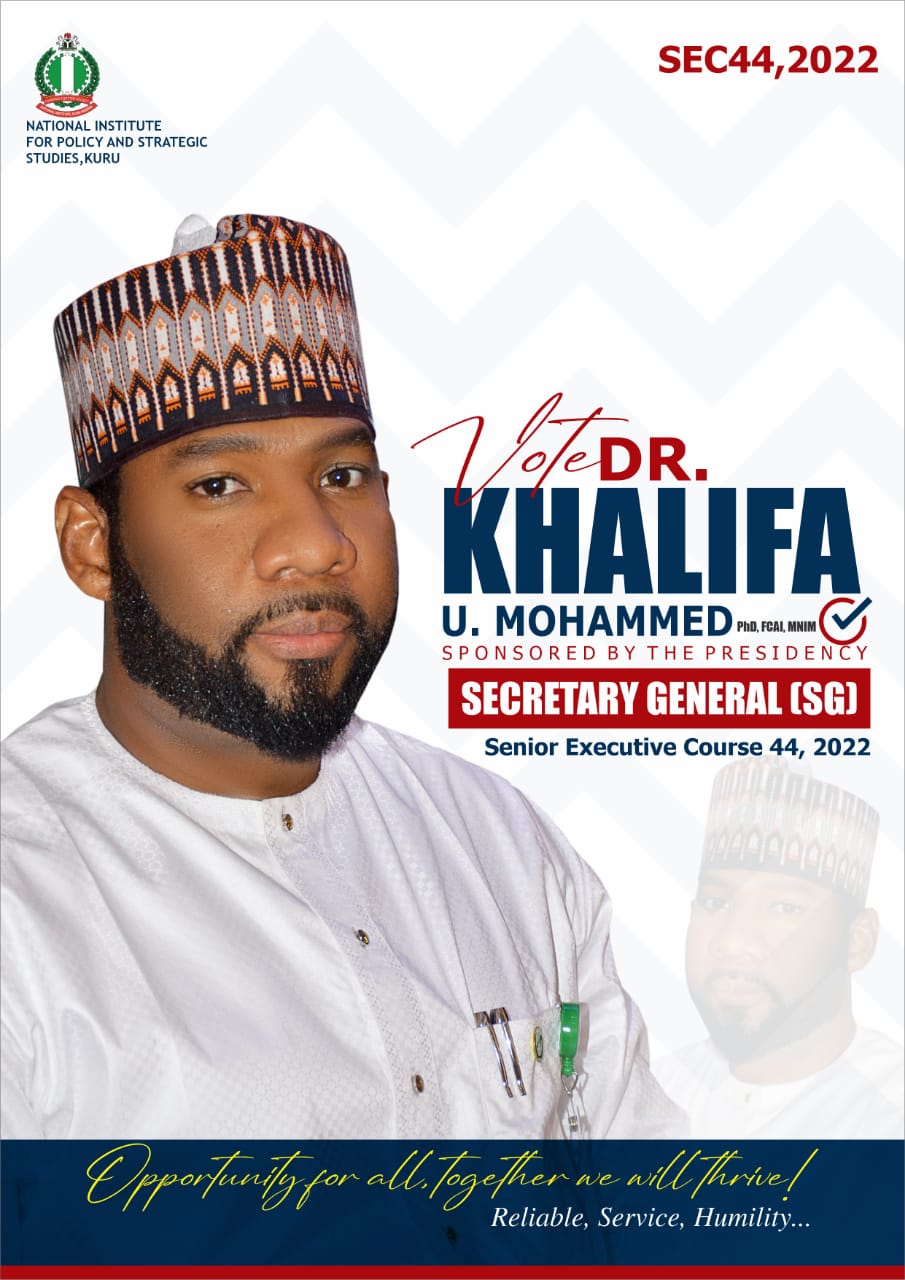 SEC44,2022
NATIONAL INSTITUTE
FOR POLICY AND STRATEGIC
STUDIES,KURU
Vote DR.
KHALIFA
U. MOHAMMED PhD, FCAI, MNIM
SPONSORED BY THE PRESIDENCY
SECRETARY GENERAL (SG)
Senior Executive Course 44, 2022
Opportunity for all, together we will thrive!
Reliable, Service, Humility...